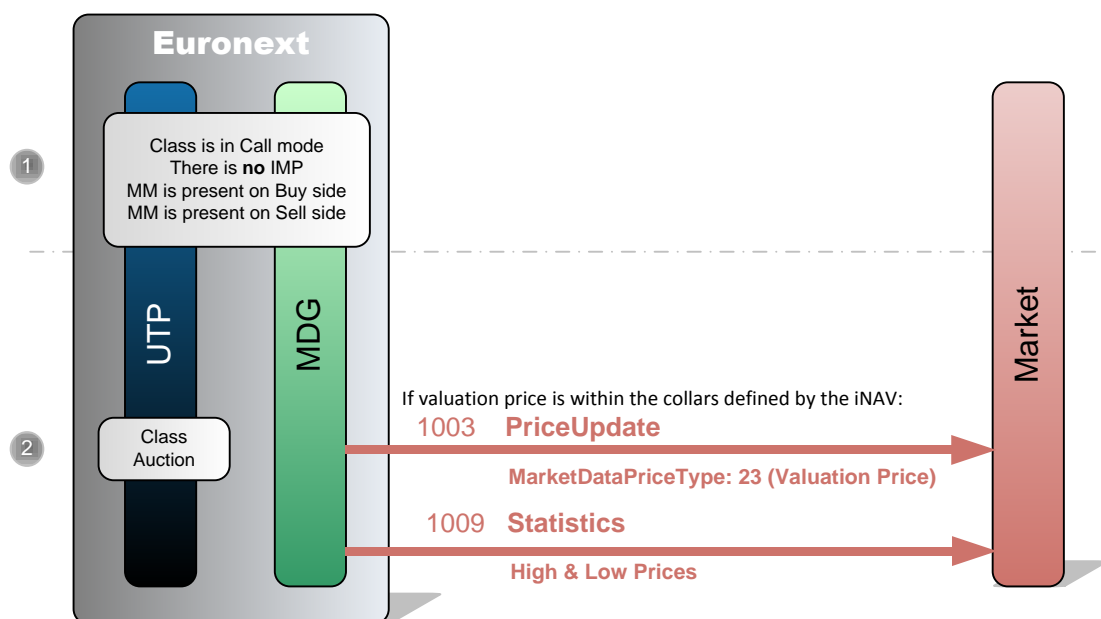 Euronext
1
Class is in Call mode
There is no IMP
MM is present on Buy side
MM is present on Sell side
UTP
MDG
Market
If valuation price is within the collars defined by the iNAV:
1003 PriceUpdate
2
Class
Auction
MarketDataPriceType: 23 (Valuation Price)
1009 Statistics
High & Low Prices